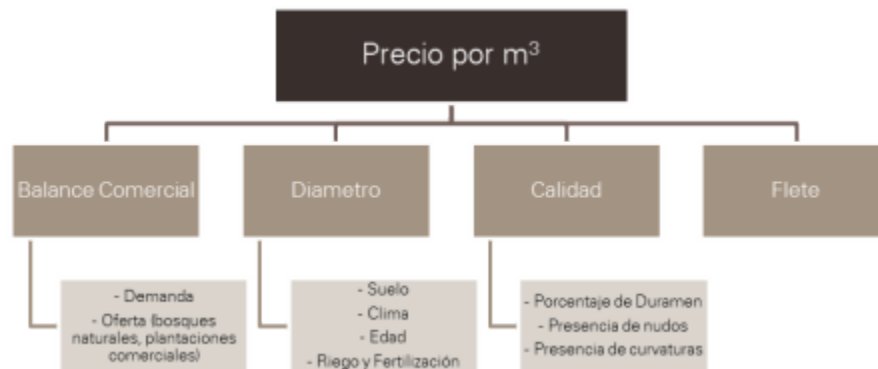 Precio por m³
Balance Comercial
Diametro
Calidad
Flete
- Demanda
- Oferta (bosques
naturales, plantaciones
comerciales)
- Suelo
- Clima
- Edad
- Riego y Fertilización
- Porcentaje de Duramen
- Presencia de nudos
- Presencia de curvaturas